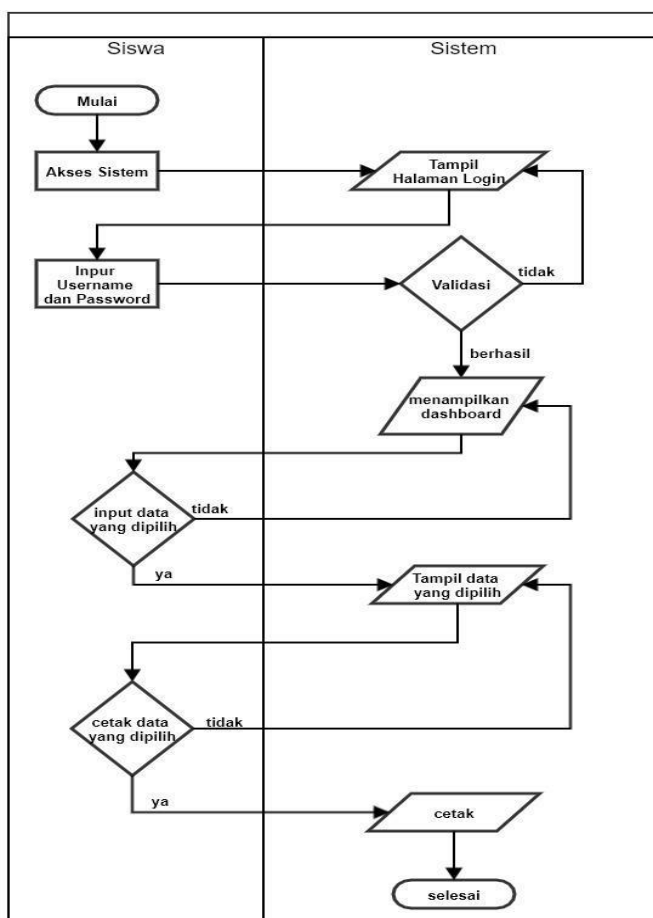 Siswa
Sistem
Mulai
Akses Sistem
Tampil
Halaman Login
Inpur
Username
dan Password
Validasi
tidak
berhasil
menampilkan
dashboard
input data
yang dipilih
tidak
ya
Tampil data
yang dipilih
cetak data
yang dipilih
tidak
ya
cetak
selesai